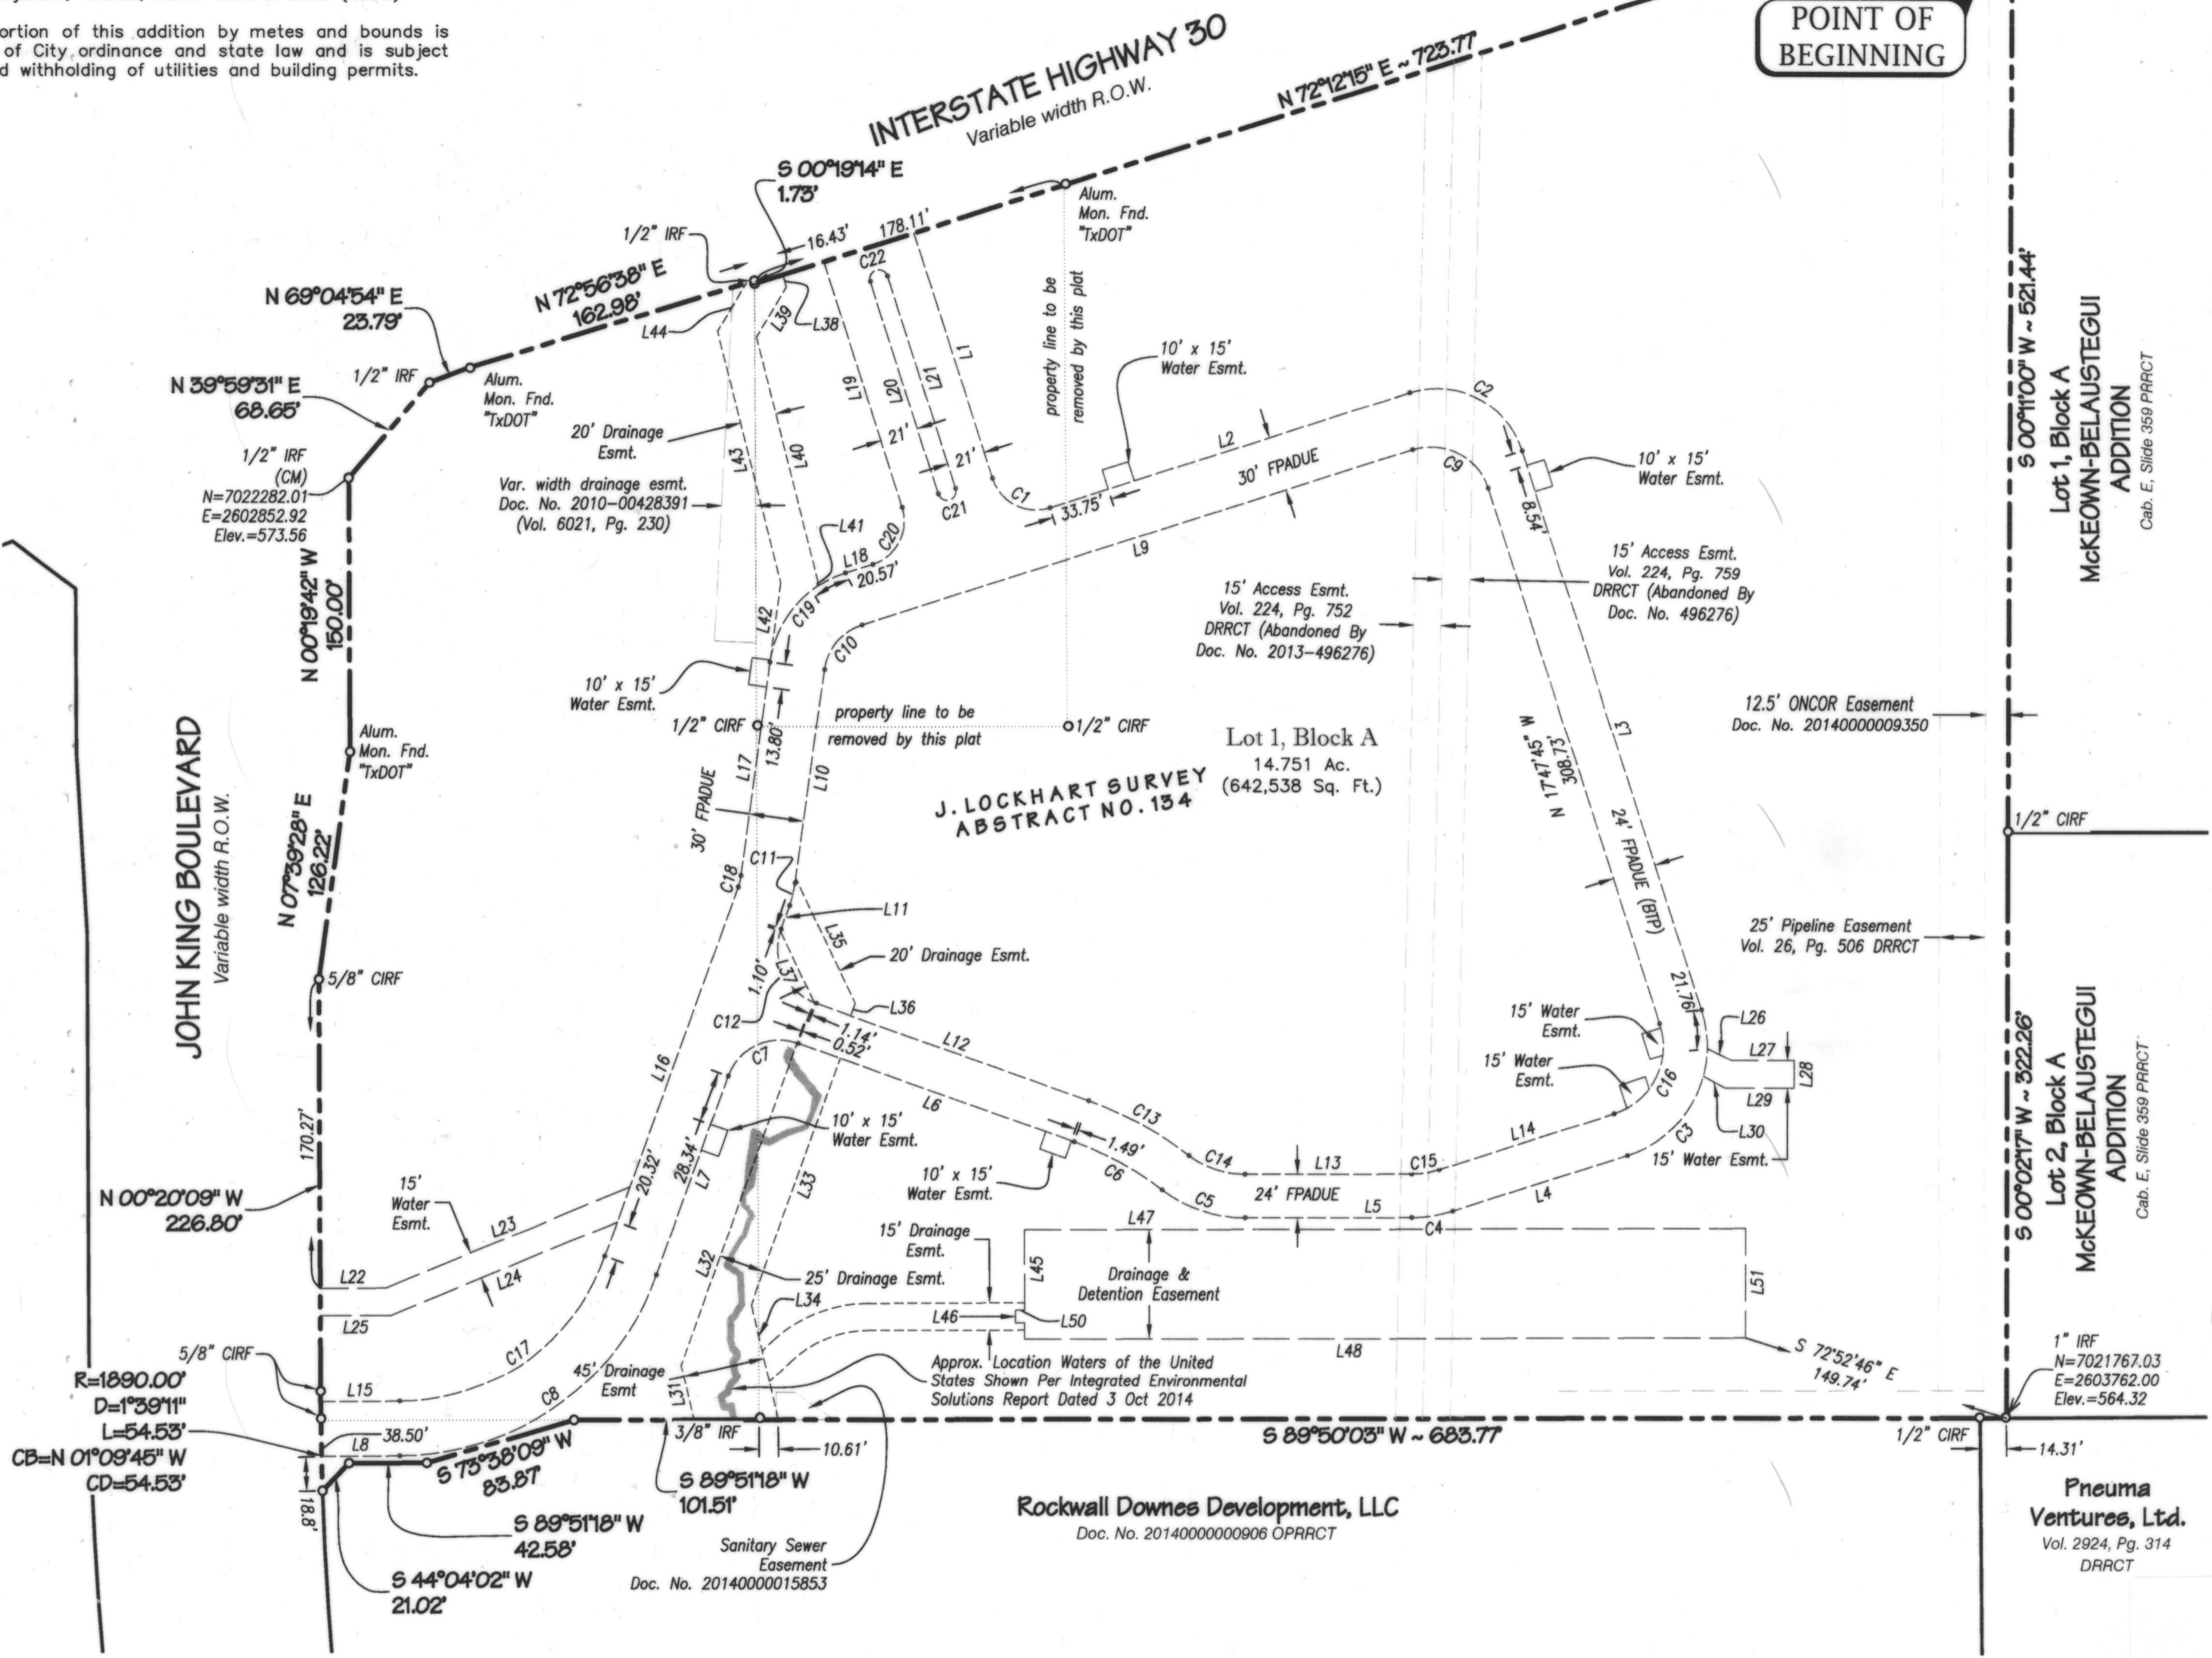 ortion of this addition by metes and bounds is
of City ordinance and state law and is subject
d withholding of utilities and building permits.
POINT OF
BEGINNING
INTERSTATE HIGHWAY 30
Variable width R.O.W.
N 72°12'15" E ~ 723.77'
S 00°19'14" E
1.73'
1/2" IRF
16.43'
178.11'
Alum.
Mon. Fnd.
"TxDOT"
N 72°56'38" E
162.98'
N 69°04'54" E
23.79'
1/2" IRF
Alum.
Mon. Fnd.
"TxDOT"
N 39°59'31" E
68.65'
1/2" IRF
(CM)
N=7022282.01
E=2602852.92
Elev.=573.56
L44
L39
L38
C22
L19
L20
L21
L1
21'
21'
C21
C1
33.75'
property line to be
removed by this plat
10' x 15'
Water Esmt.
L2
30' FPADUE
C2
C9
8.54'
10' x 15'
Water Esmt.
20' Drainage
Esmt.
L43
L40
Var. width drainage esmt.
Doc. No. 2010-00428391
(Vol. 6021, Pg. 230)
L41
C20
L18
20.57'
L42
C19
C10
L9
S 00°11'00" W ~ 521.44'
Lot 1, Block A
McKEOWN-BELAUSTEGUI
ADDITION
Cab. E, Slide 359 PRRCT
15' Access Esmt.
Vol. 224, Pg. 759
DRRCT (Abandoned By
Doc. No. 496276)
15' Access Esmt.
Vol. 224, Pg. 752
DRRCT (Abandoned By
Doc. No. 2013-496276)
N 00°19'42" W
150.00'
Alum.
Mon. Fnd.
"TxDOT"
10' x 15'
Water Esmt.
1/2" CIRF
property line to be
removed by this plat
1/2" CIRF
13.80'
L17
L10
30' FPADUE
Lot 1, Block A
14.751 Ac.
(642,538 Sq. Ft.)
J. LOCKHART SURVEY
ABSTRACT NO. 134
N 17°47'45" W
308.73'
L3
24' FPADUE (BTP)
12.5' ONCOR Easement
Doc. No. 20140000009350
1/2" CIRF
25' Pipeline Easement
Vol. 26, Pg. 506 DRRCT
JOHN KING BOULEVARD
Variable width R.O.W.
N 07°39'28" E
126.22'
5/8" CIRF
C18
C11
L11
L35
20' Drainage Esmt.
1.10'
L37
C12
L36
1.14'
0.52'
C7
L12
L16
L6
21.76'
15' Water
Esmt.
15' Water
Esmt.
C16
L26
L27
L28
L29
L30
C3
15' Water Esmt.
170.27'
N 00°20'09" W
226.80'
15'
Water
Esmt.
L23
L22
L24
L25
20.32'
28.34'
L7
10' x 15'
Water Esmt.
L33
L32
C13
1.49'
C6
C14
C5
10' x 15'
Water Esmt.
L13
24' FPADUE
L5
C15
C4
L14
L4
15' Drainage
Esmt.
25' Drainage Esmt.
L34
L47
L45
Drainage &
Detention Easement
L46
L50
L51
L48
S 72°52'46" E
149.74'
S 00°02'17" W ~ 322.26'
Lot 2, Block A
McKEOWN-BELAUSTEGUI
ADDITION
Cab. E, Slide 359 PRRCT
5/8" CIRF
R=1890.00'
D=1°39'11"
L=54.53'
CB=N 01°09'45" W
CD=54.53'
C17
L15
38.50'
L8
C8
45' Drainage
Esmt
L31
Approx. Location Waters of the United
States Shown Per Integrated Environmental
Solutions Report Dated 3 Oct 2014
1" IRF
N=7021767.03
E=2603762.00
Elev.=564.32
18.8'
S 73°38'09" W
83.87'
3/8" IRF
10.61'
S 89°51'18" W
101.51'
S 89°50'03" W ~ 683.77'
1/2" CIRF
14.31'
S 89°51'18" W
42.58'
S 44°04'02" W
21.02'
Sanitary Sewer
Easement
Doc. No. 20140000015853
Rockwall Downes Development, LLC
Doc. No. 20140000000906 OPRRCT
Pneuma
Ventures, Ltd.
Vol. 2924, Pg. 314
DRRCT